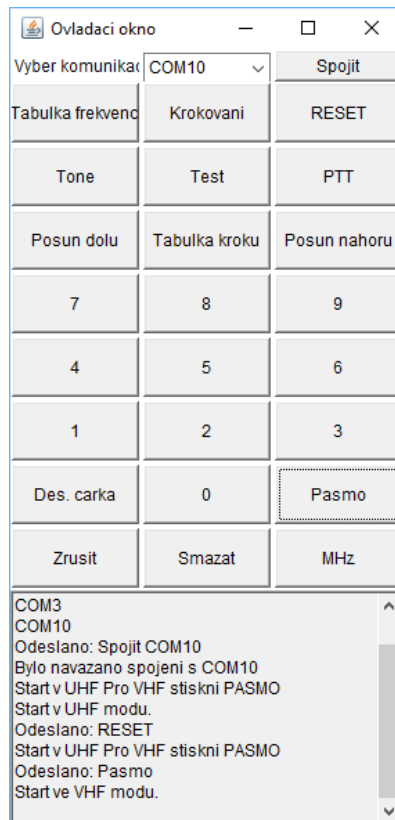 Ovladaci okno
Vyber komunikac COM10 Spojit
Tabulka frekvenc Krokovani RESET
Tone Test PTT
Posun dolu Tabulka kroku Posun nahoru
7 8 9
4 5 6
1 2 3
Des. carka 0 Pasmo
Zrusit Smazat MHz
COM3
COM10
Odeslano: Spojit COM10
Bylo navazano spojeni s COM10
Start v UHF Pro VHF stiskni PASMO
Start v UHF modu.
Odeslano: RESET
Start v UHF Pro VHF stiskni PASMO
Odeslano: Pasmo
Start ve VHF modu.